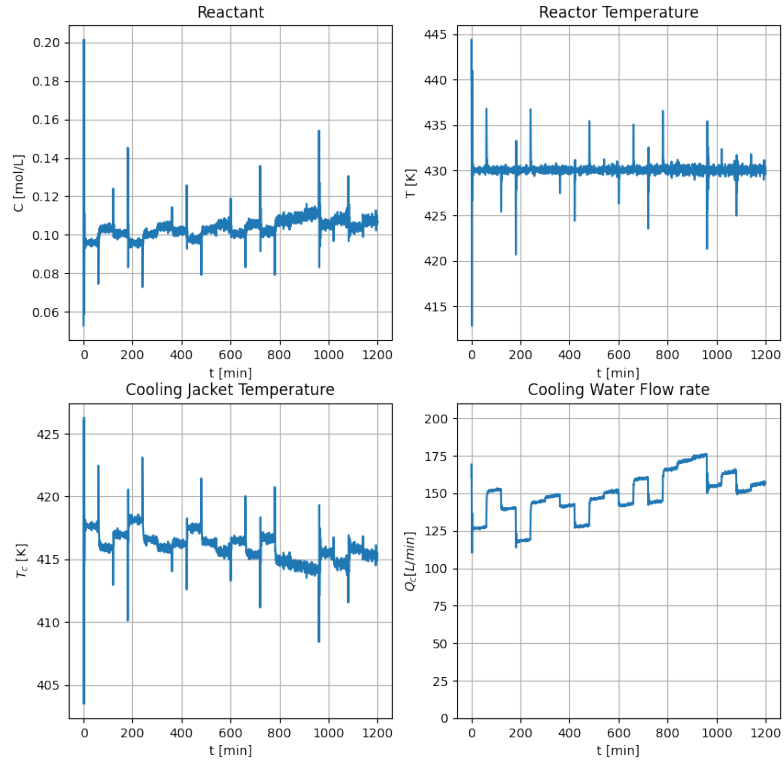 Reactant
0.20
0.18
0.16
0.14
0.12
0.10
0.08
0.06
C [mol/L]
0 200 400 600 800 1000 1200
t [min]
Reactor Temperature
445
440
435
430
425
420
415
T [K]
0 200 400 600 800 1000 1200
t [min]
Cooling Jacket Temperature
425
420
415
410
405
T_c [K]
0 200 400 600 800 1000 1200
t [min]
Cooling Water Flow rate
200
175
150
125
100
75
50
25
0
Q_c[L/min]
0 200 400 600 800 1000 1200
t [min]